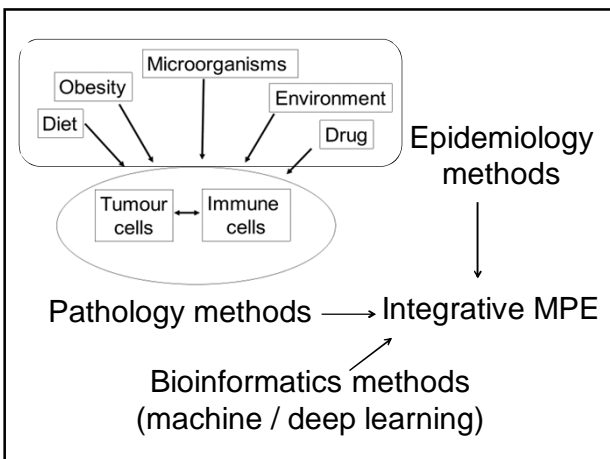 Microorganisms
Obesity
Environment
Diet
Drug
Epidemiology
methods
Tumour
cells
Immune
cells
Pathology methods
Integrative MPE
Bioinformatics methods
(machine / deep learning)